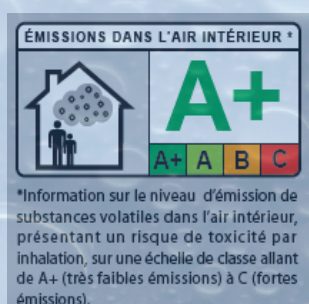 ÉMISSIONS DANS L'AIR INTÉRIEUR *
A+
A+ A B C
*Information sur le niveau d'émission de
substances volatiles dans l'air intérieur,
présentant un risque de toxicité par
inhalation, sur une échelle de classe allant
de A+ (très faibles émissions) à C (fortes
émissions).